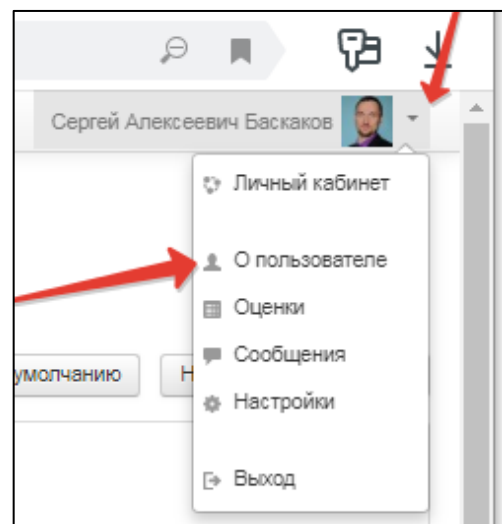 Сергей Алексеевич Баскаков
Личный кабинет
О пользователе
Оценки
умолчанию
Н
Сообщения
Настройки
Выход